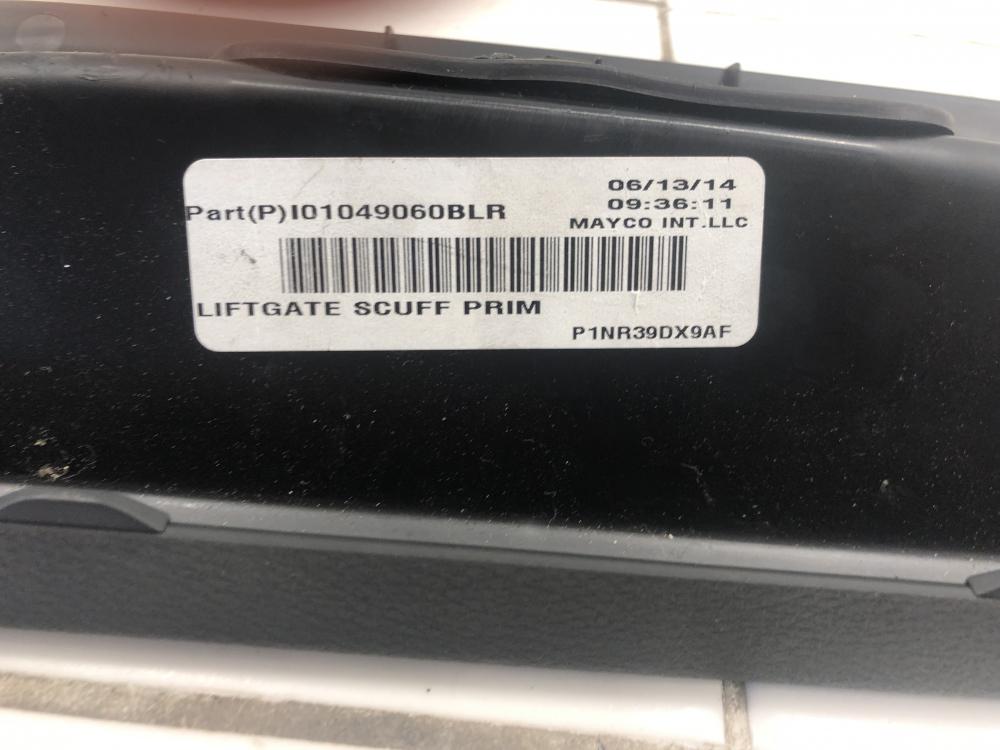 06/13/14
Part(P)I01049060BLR
09:36:11
MAYCO INT.LLC
LIFTGATE SCUFF PRIM
P1NR39DX9AF